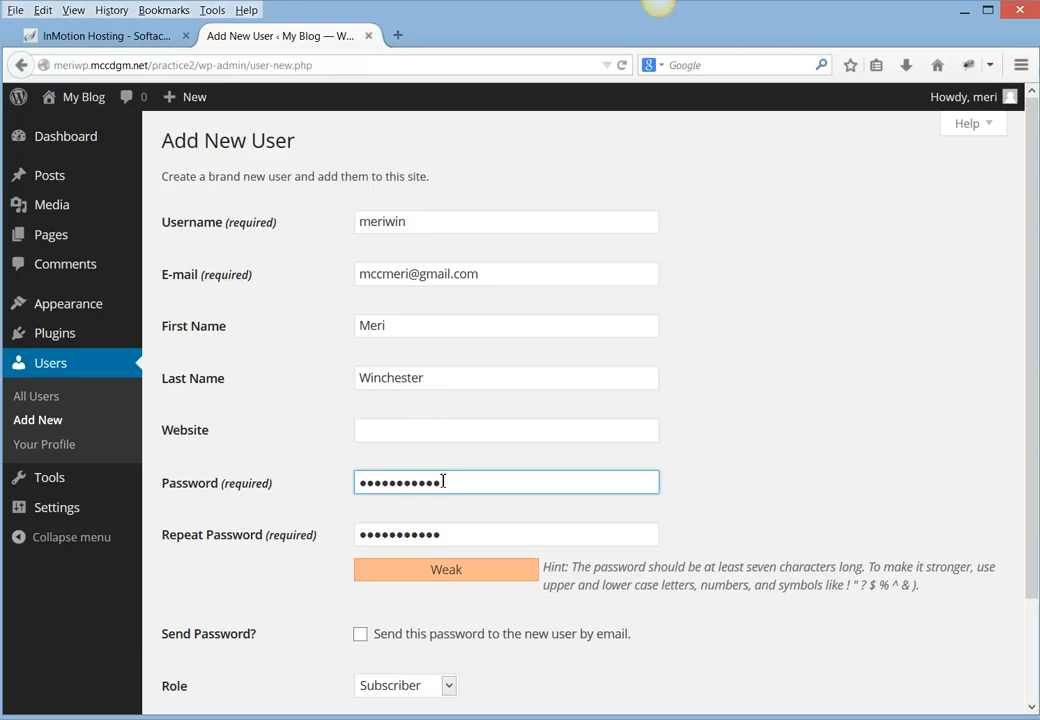 File Edit View History Bookmarks Tools Help
InMotion Hosting - Softac... × Add New User ‹ My Blog — W... × +
meriwp.mccdgm.net/practice2/wp-admin/user-new.php Google
My Blog 0 + New Howdy, meri
Help
Dashboard
Posts
Media
Pages
Comments
Appearance
Plugins
Users
All Users
Add New
Your Profile
Tools
Settings
Collapse menu
Add New User
Create a brand new user and add them to this site.
Username (required) meriwin
E-mail (required) mccmeri@gmail.com
First Name Meri
Last Name Winchester
Website
Password (required) •••••••••••
Repeat Password (required) •••••••••••
Weak
Hint: The password should be at least seven characters long. To make it stronger, use
upper and lower case letters, numbers, and symbols like ! " ? $ % ^ & ).
Send Password? Send this password to the new user by email.
Role Subscriber